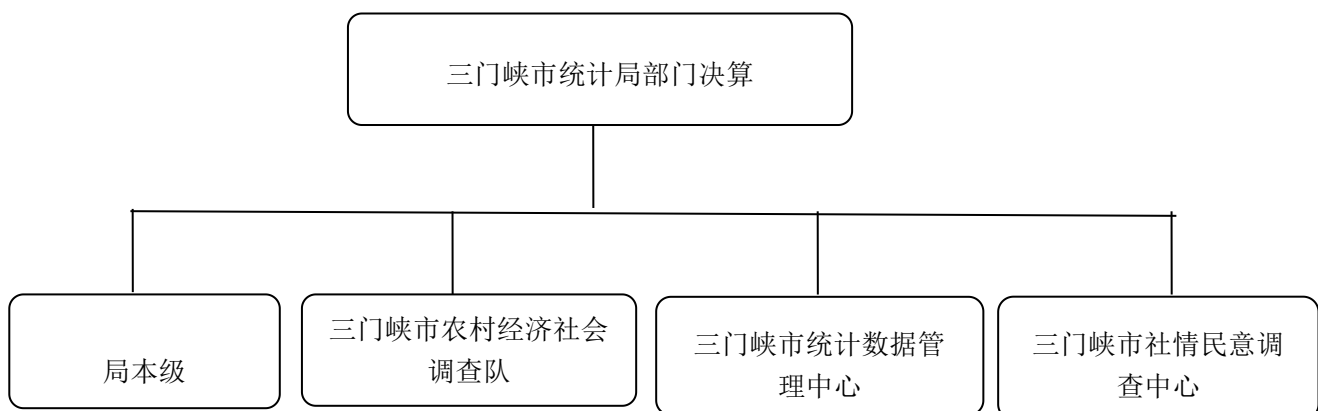 三门峡市统计局部门决算
局本级
三门峡市农村经济社会
调查队
三门峡市统计数据管
理中心
三门峡市社情民意调
查中心